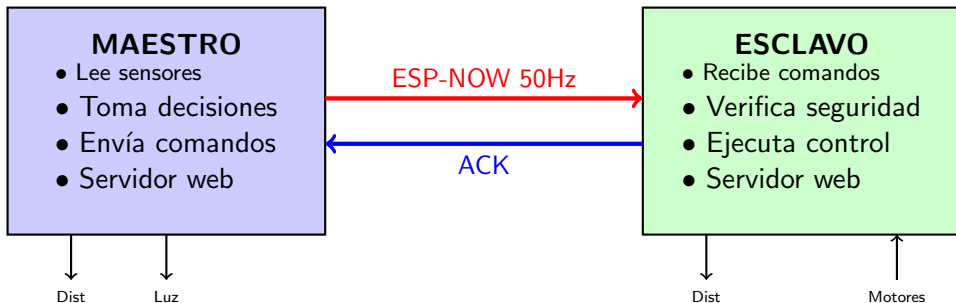 MAESTRO
• Lee sensores
• Toma decisiones
• Envía comandos
• Servidor web
ESP-NOW 50Hz
ACK
ESCLAVO
• Recibe comandos
• Verifica seguridad
• Ejecuta control
• Servidor web
Dist
Luz
Dist
Motores